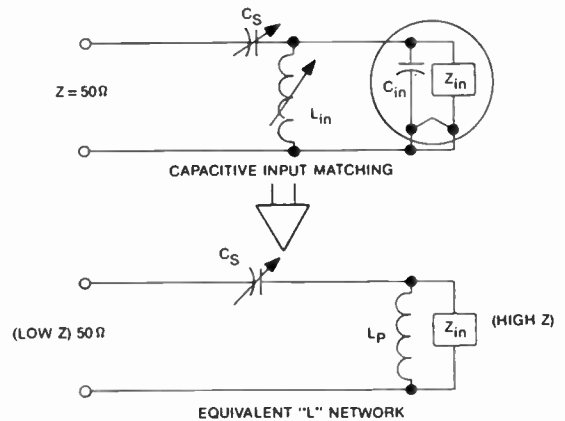 CS
Z = 50Ω
Lin
Cin
Zin
CAPACITIVE INPUT MATCHING
CS
(LOW Z) 50Ω
LP
Zin
(HIGH Z)
EQUIVALENT "L" NETWORK